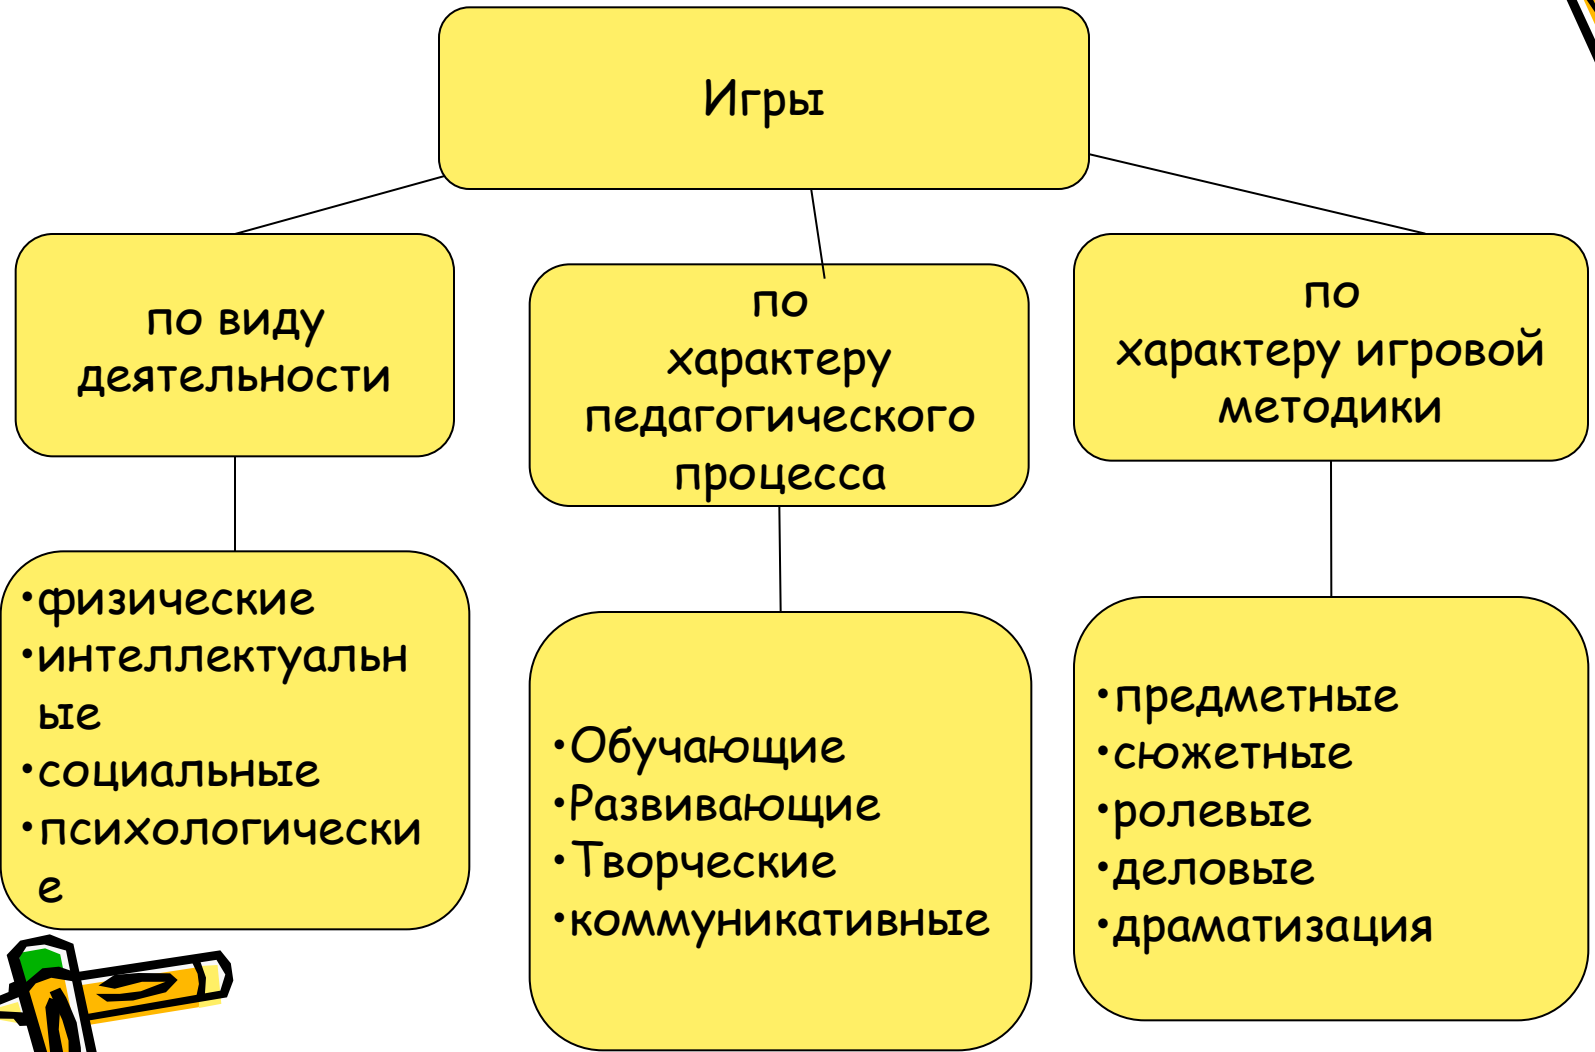 Игры
по виду
деятельности
по
характеру
педагогического
процесса
по
характеру игровой
методики
•физические
•интеллектуальн
ые
•социальные
•психологически
е
•Обучающие
•Развивающие
•Творческие
•коммуникативные
•предметные
•сюжетные
•ролевые
•деловые
•драматизация